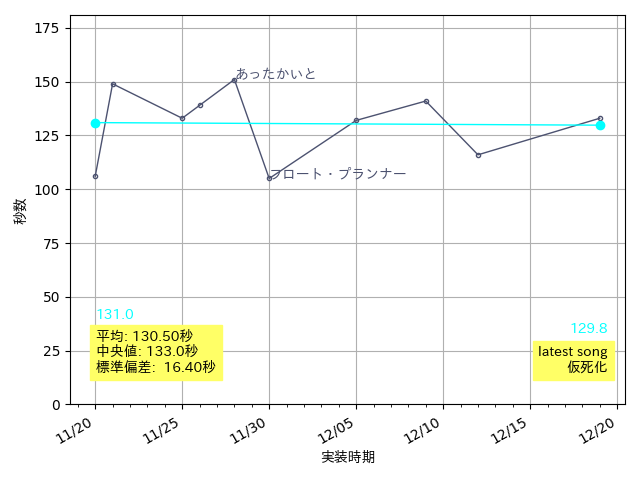 175
150
125
100
75
50
25
0
秒数
あったかいと
フロート・プランナー
131.0
平均: 130.50秒
中央値: 133.0秒
標準偏差: 16.40秒
129.8
latest song
仮死化
11/20
11/25
11/30
12/05
12/10
12/15
12/20
実装時期